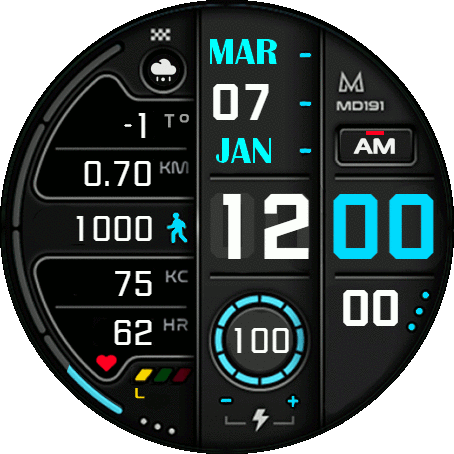 -1 T°
0.70 KM
1000
75 KC
62 HR
L
MAR -
07 -
JAN -
12
100
- +
MD191
AM
00
00